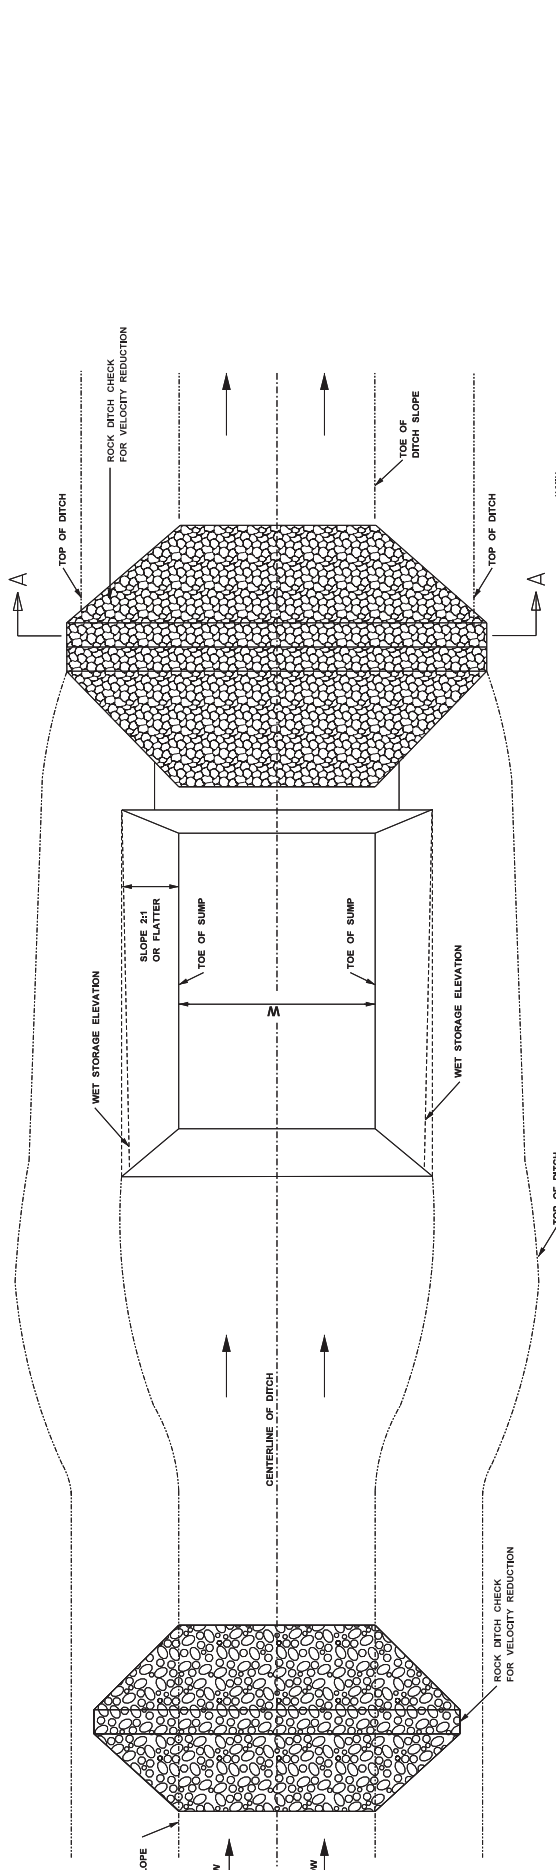 ROCK DITCH CHECK
FOR VELOCITY REDUCTION
TOE OF
DITCH SLOPE
TOP OF DITCH
TOP OF DITCH
A
A
SLOPE 2:1
OR FLATTER
TOE OF SUMP
TOE OF SUMP
W
WET STORAGE ELEVATION
WET STORAGE ELEVATION
CENTERLINE OF DITCH
ROCK DITCH CHECK
FOR VELOCITY REDUCTION